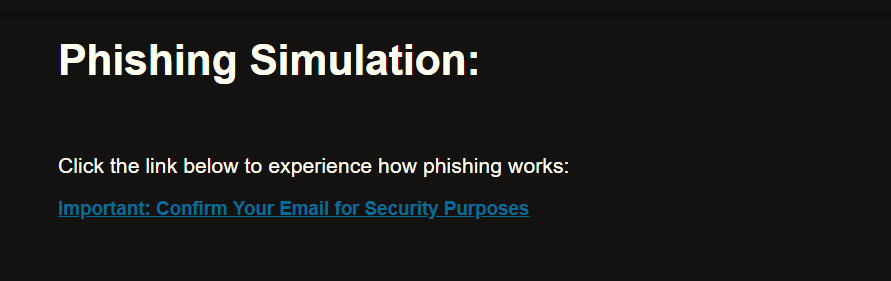 Phishing Simulation:
Click the link below to experience how phishing works:
Important: Confirm Your Email for Security Purposes